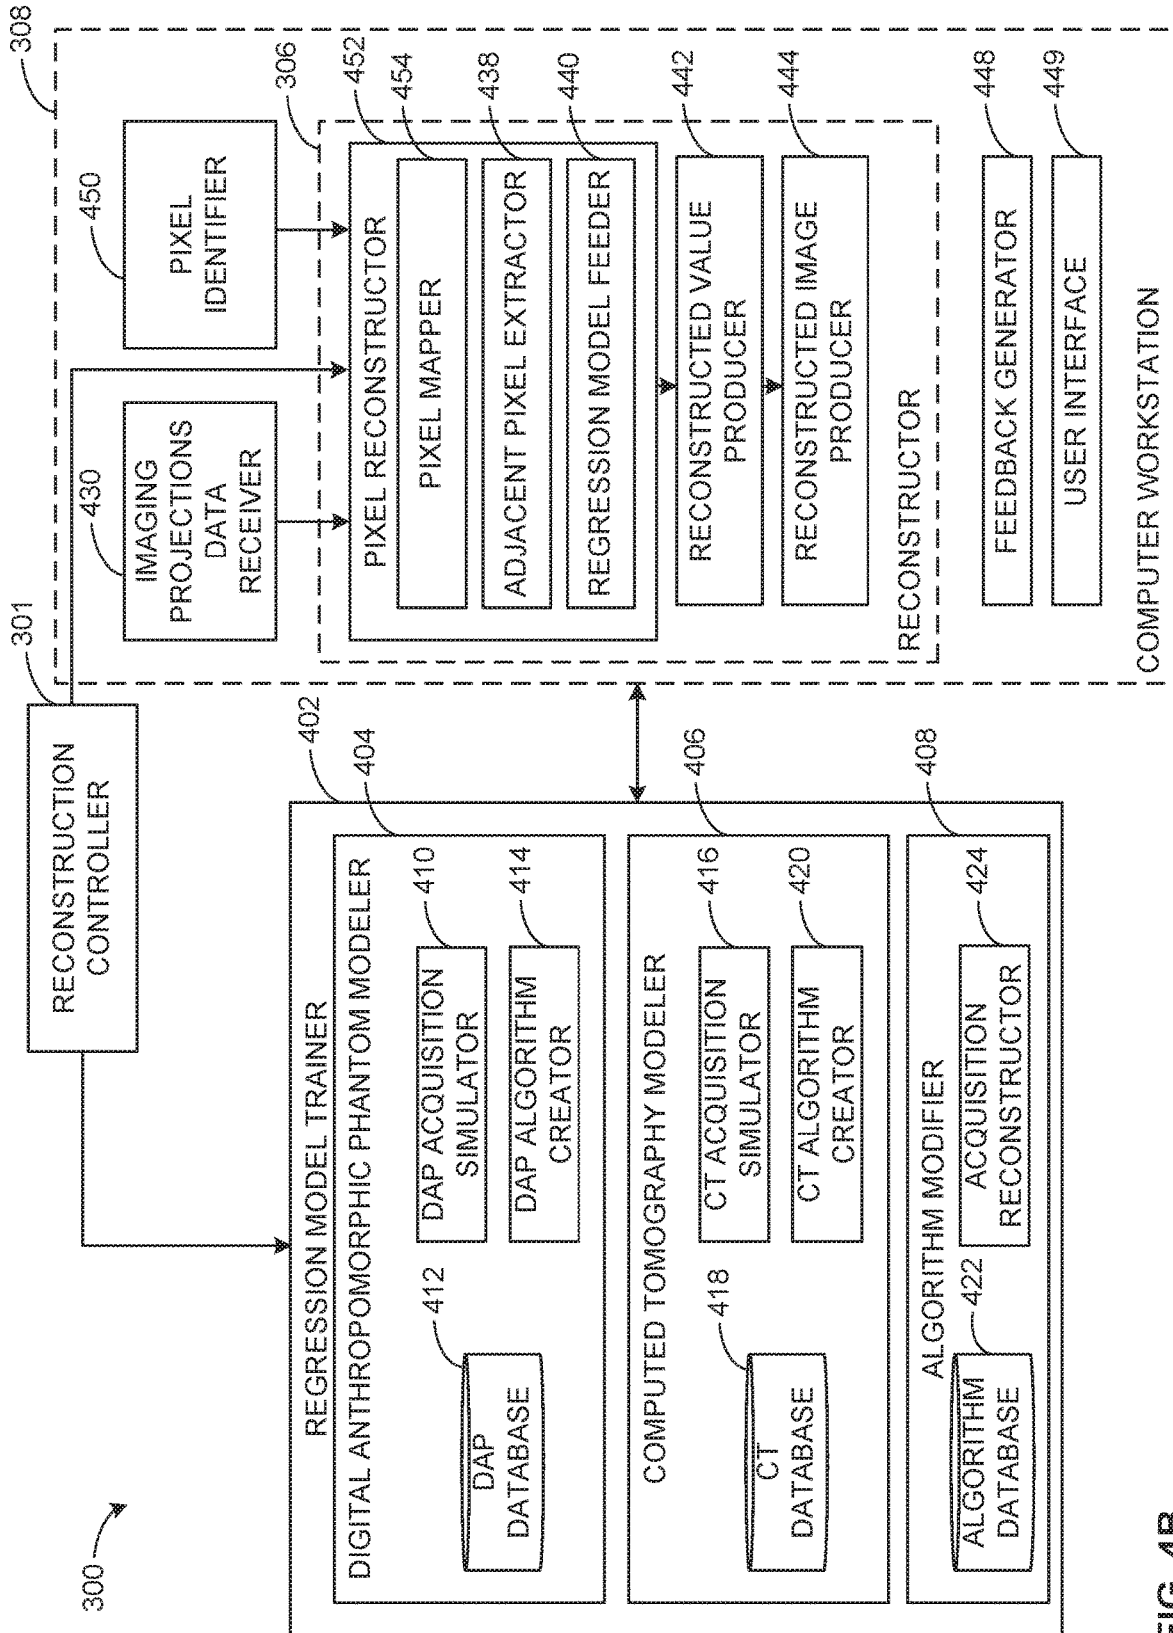 300
RECONSTRUCTION
CONTROLLER
301
REGRESSION MODEL TRAINER
402
DIGITAL ANTHROPOMORPHIC PHANTOM MODELER
404
DAP
DATABASE
412
DAP ACQUISITION
SIMULATOR
410
DAP ALGORITHM
CREATOR
414
COMPUTED TOMOGRAPHY MODELER
406
CT
DATABASE
418
CT ACQUISITION
SIMULATOR
416
CT ALGORITHM
CREATOR
420
ALGORITHM MODIFIER
408
ALGORITHM
DATABASE
422
ACQUISITION
RECONSTRUCTOR
424
308
IMAGING
PROJECTIONS
DATA
RECEIVER
430
PIXEL
IDENTIFIER
450
306
PIXEL RECONSTRUCTOR
452
PIXEL MAPPER
454
ADJACENT PIXEL EXTRACTOR
438
REGRESSION MODEL FEEDER
440
RECONSTRUCTED VALUE
PRODUCER
442
RECONSTRUCTED IMAGE
PRODUCER
444
RECONSTRUCTOR
FEEDBACK GENERATOR
448
USER INTERFACE
449
COMPUTER WORKSTATION
FIG. 4B